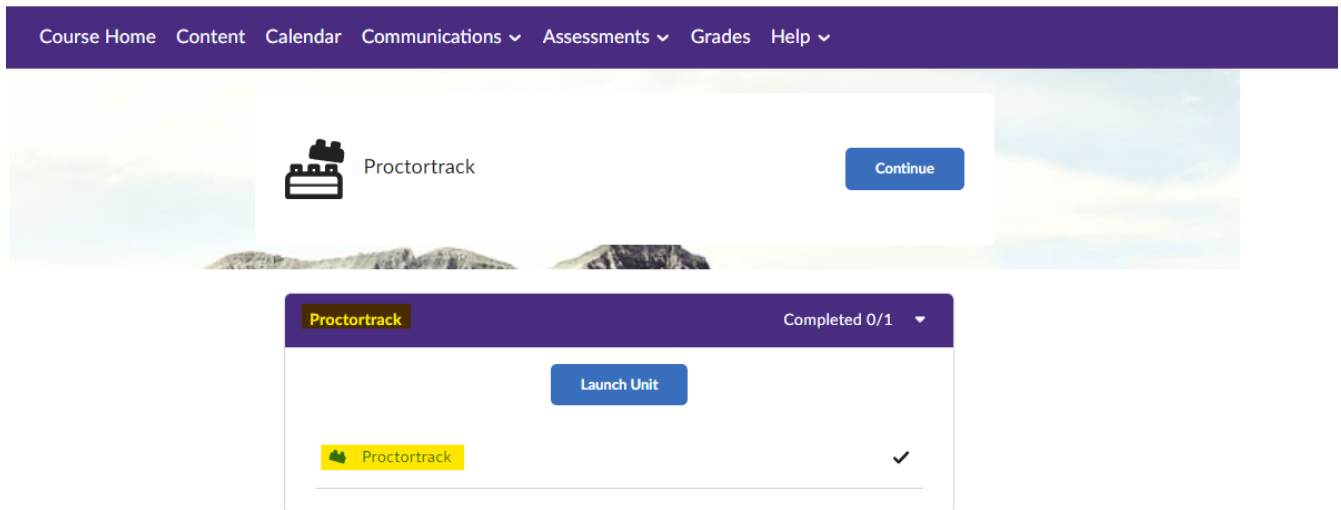 Course Home Content Calendar Communications Assessments Grades Help
Proctortrack
Continue
Proctortrack Completed 0/1
Launch Unit
Proctortrack